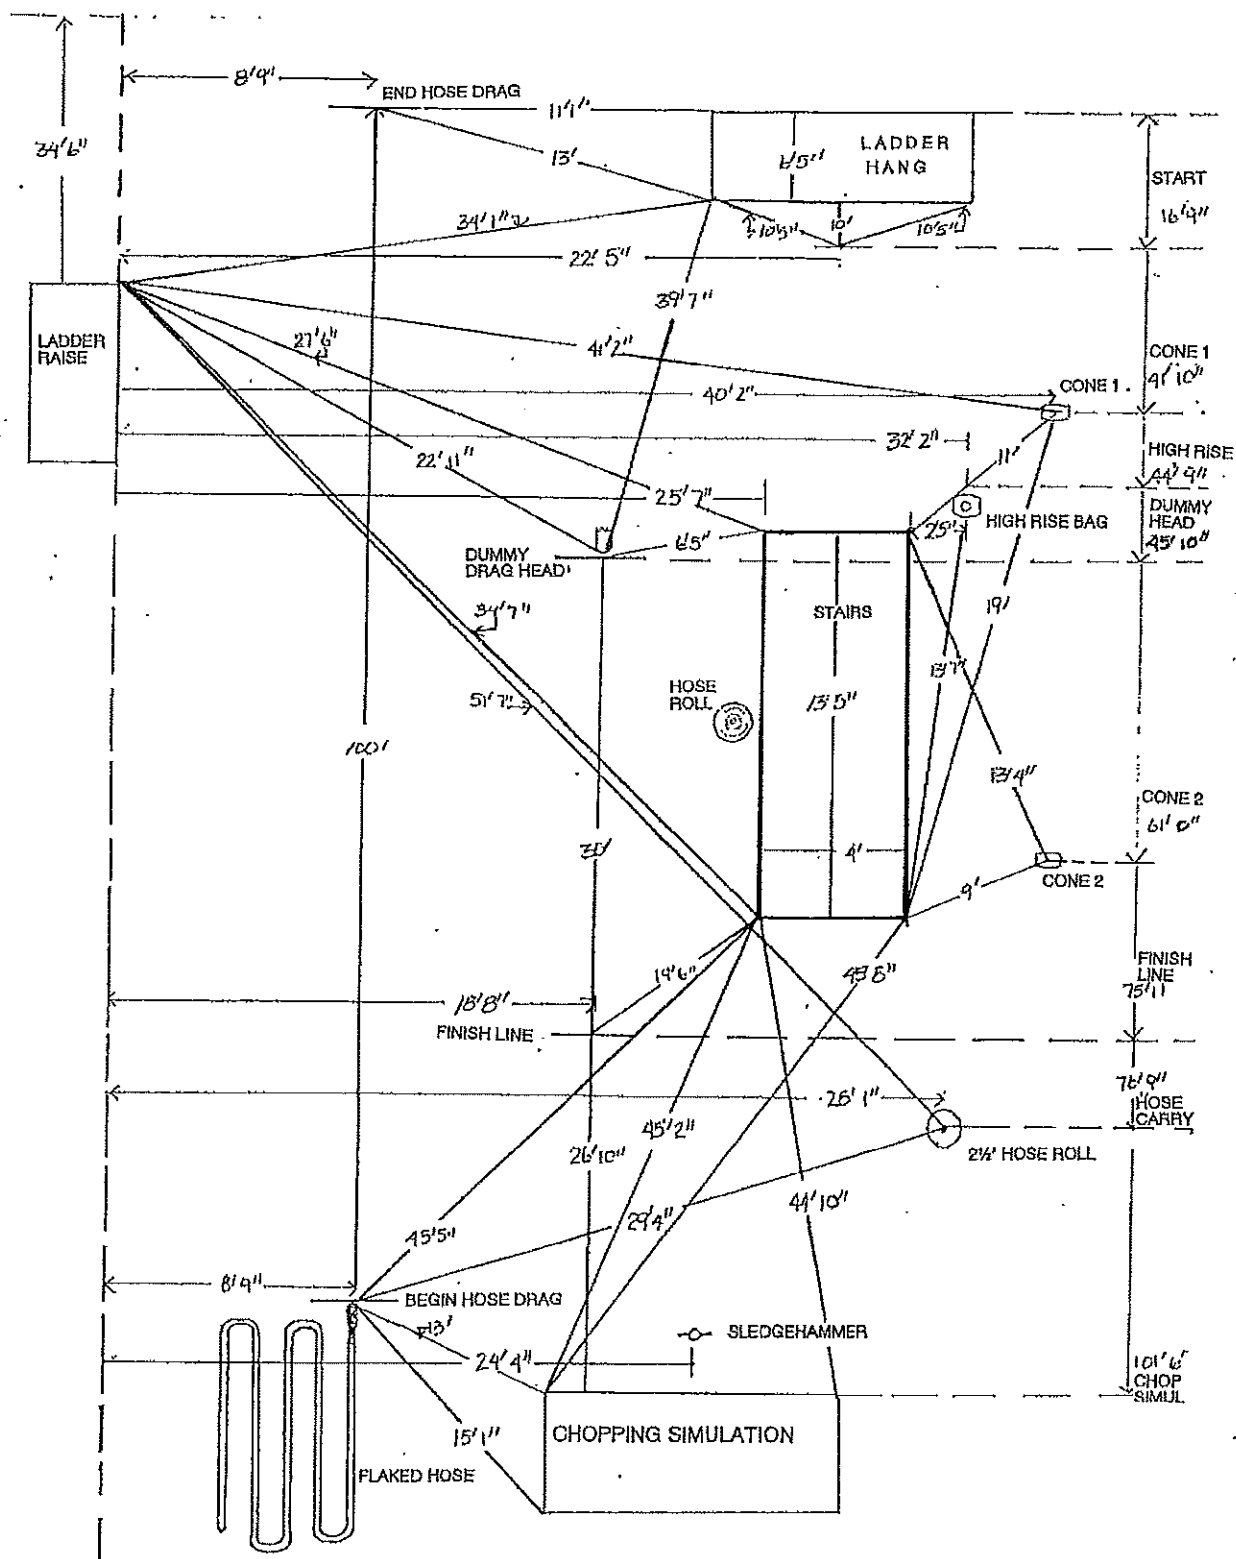 8'9"
END HOSE DRAG
11'1"
34'6"
13'
6'5"
LADDER
HANG
START
16'9"
34'1"
10'5"
10'
10'5"
22' 5"
39'7"
LADDER
RAISE
27'6"
41'2"
CONE 1
41'10"
40'2"
CONE 1
32'2"
11'
HIGH RISE
44'9"
22'11"
25'7"
HIGH RISE BAG
DUMMY
HEAD
45'10"
6'5"
25"
DUMMY
DRAG HEAD
STAIRS
34'7"
19'
13'7"
HOSE
ROLL
13'5"
51'7"
100'
13'4"
CONE 2
61'0"
30'
4'
CONE 2
9'
14'6"
FINISH
LINE
75'11
18'8"
FINISH LINE
76'9"
HOSE
CARRY
26'1"
45'2"
26'10"
2½' HOSE ROLL
44'10"
29'4"
45'5"
8'9"
BEGIN HOSE DRAG
13'
SLEDGEHAMMER
24'4"
101'6"
CHOP
SIMUL
15'1"
CHOPPING SIMULATION
FLAKED HOSE